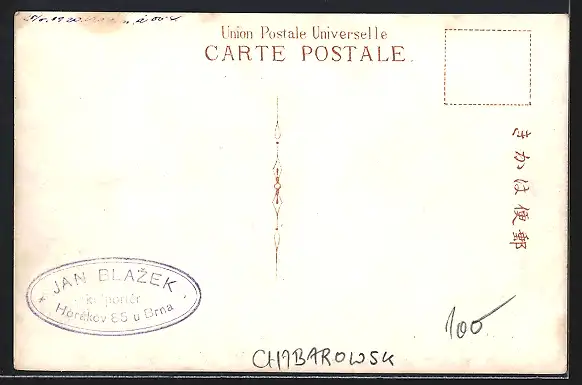 Union Postale Universelle
CARTE POSTALE.
きかは便郵
JAN BLAŽEK
Horákov 85 u Brna
100
CHABAROWSK